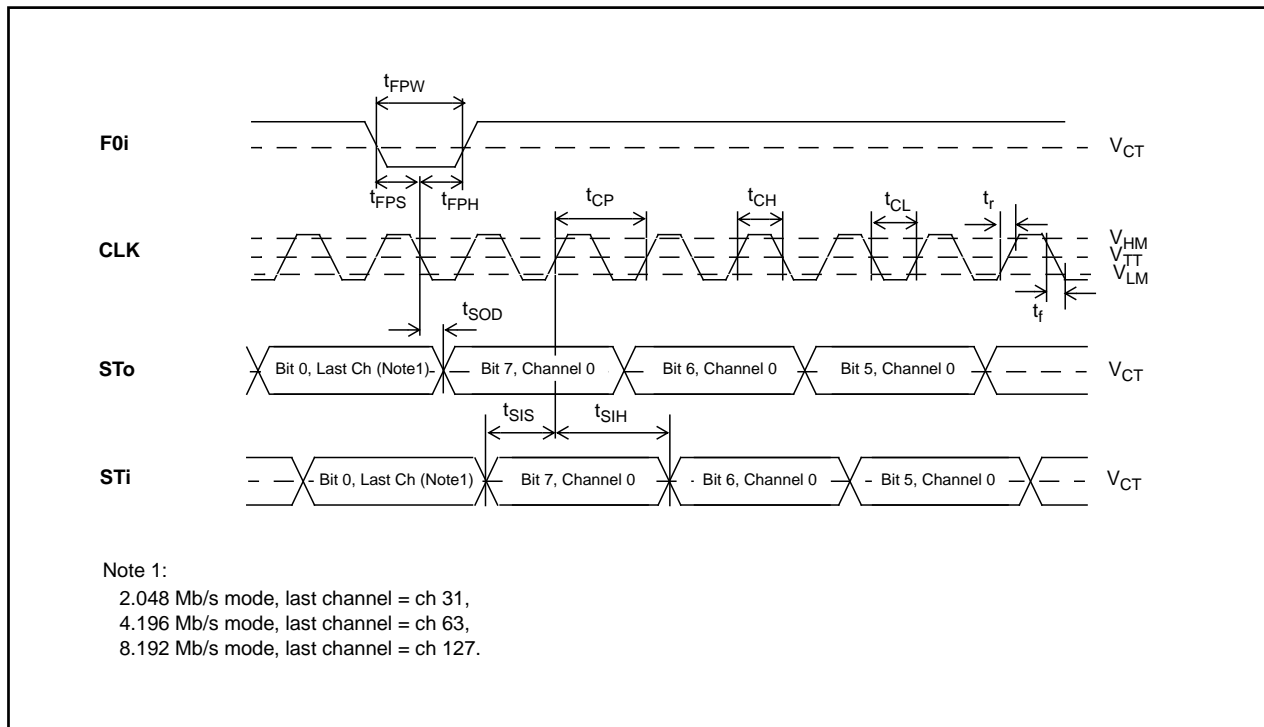 tFPW
F0i
VCT
tFPS
tFPH
tCP
tCH
tCL
tr
CLK
VHM
VTT
VLM
tf
tSOD
STo
Bit 0, Last Ch (Note1)
Bit 7, Channel 0
Bit 6, Channel 0
Bit 5, Channel 0
VCT
tSIS
tSIH
STi
Bit 0, Last Ch (Note1)
Bit 7, Channel 0
Bit 6, Channel 0
Bit 5, Channel 0
VCT
Note 1:
2.048 Mb/s mode, last channel = ch 31,
4.196 Mb/s mode, last channel = ch 63,
8.192 Mb/s mode, last channel = ch 127.